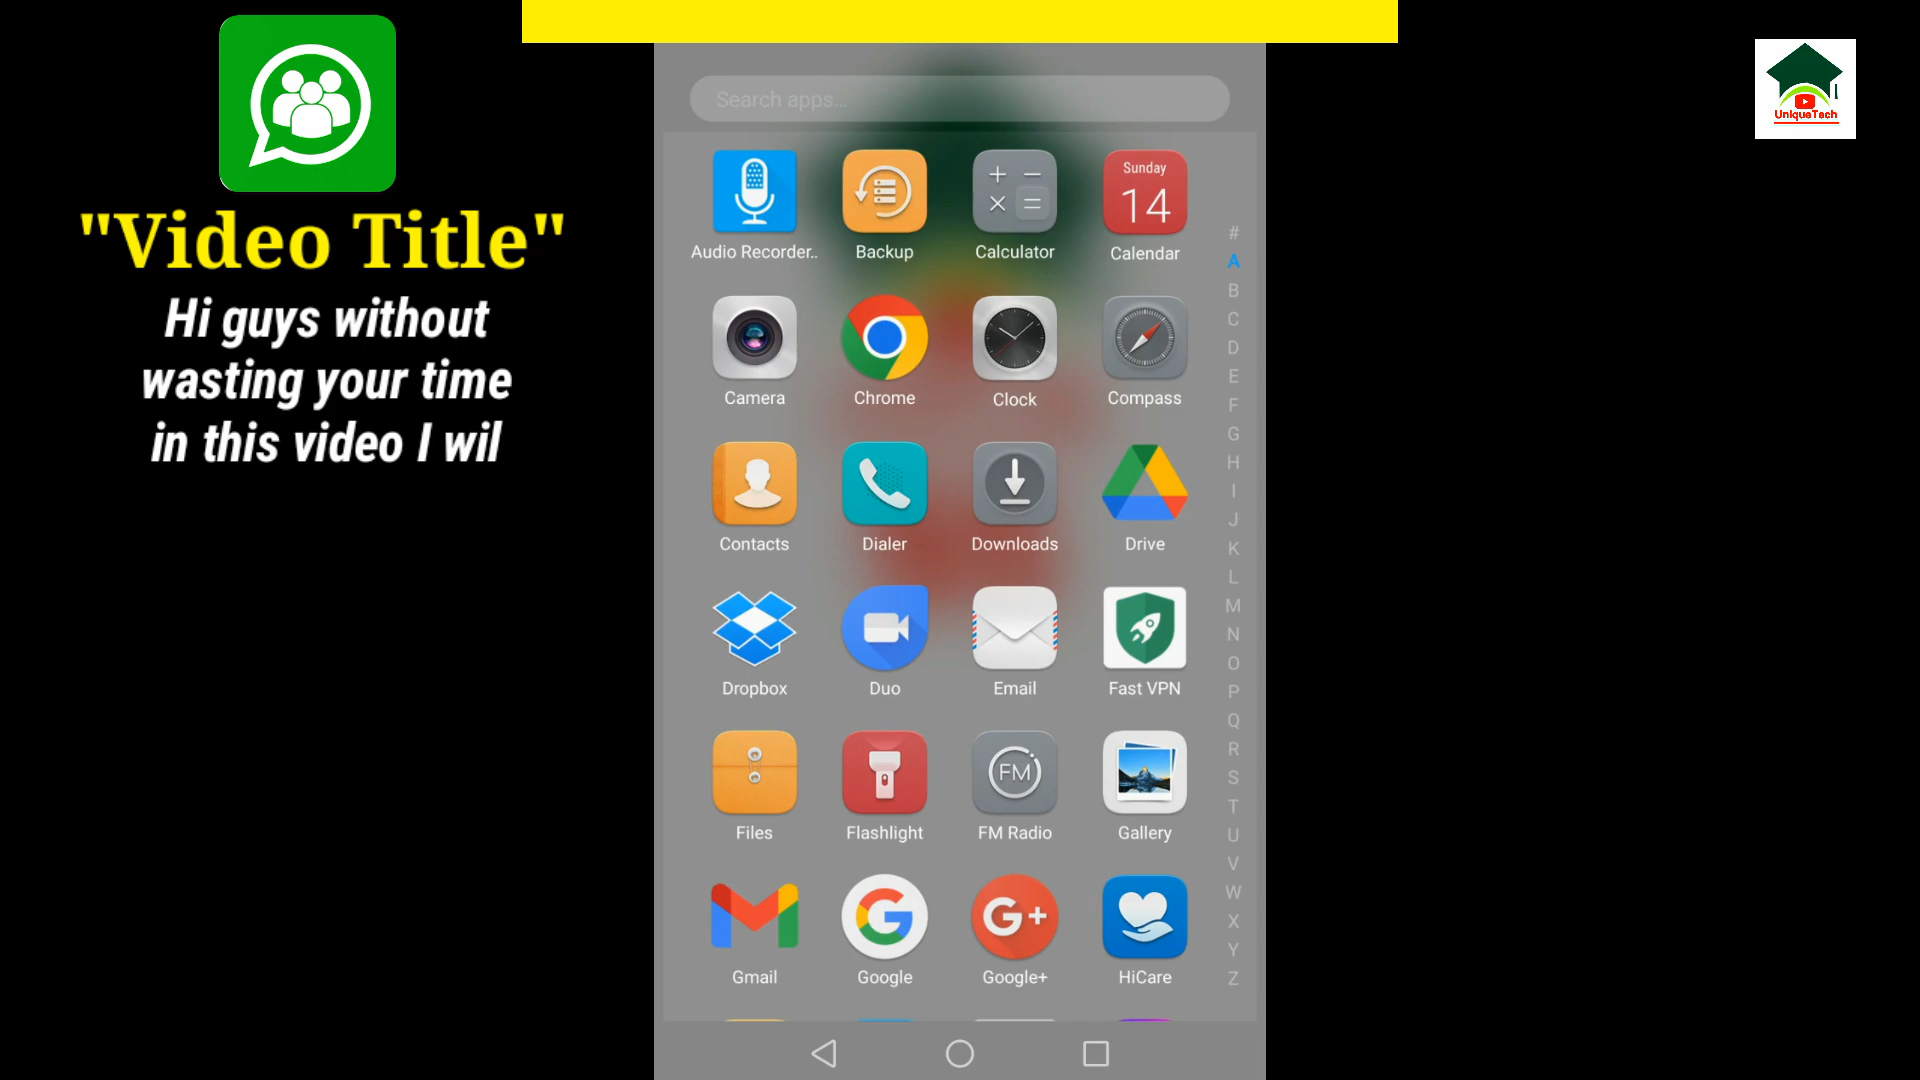 "Video Title"
Hi guys without
wasting your time
in this video I wil
UniqueTech
Search apps...
Sunday
14
Audio Recorder..
Backup
Calculator
Calendar
Camera
Chrome
Clock
Compass
Contacts
Dialer
Downloads
Drive
Dropbox
Duo
Email
Fast VPN
FM
Files
Flashlight
FM Radio
Gallery
G
G+
Gmail
Google
Google+
HiCare
#
A
B
C
D
E
F
G
H
I
J
K
L
M
N
O
P
Q
R
S
T
U
V
W
X
Y
Z